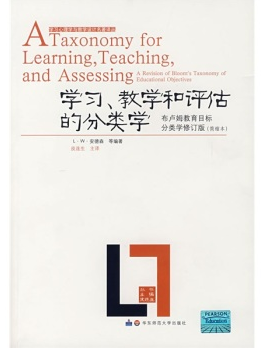 A Taxonomy for
Learning, Teaching,
and Assessing
A Revision of Bloom's Taxonomy of
Educational Objectives
学习、教学和评估
的分类学
布卢姆教育目标
分类学修订版(简缩本)
L·W·安德森 等编著
皮连生 主译
PEARSON
Education
华东师范大学出版社